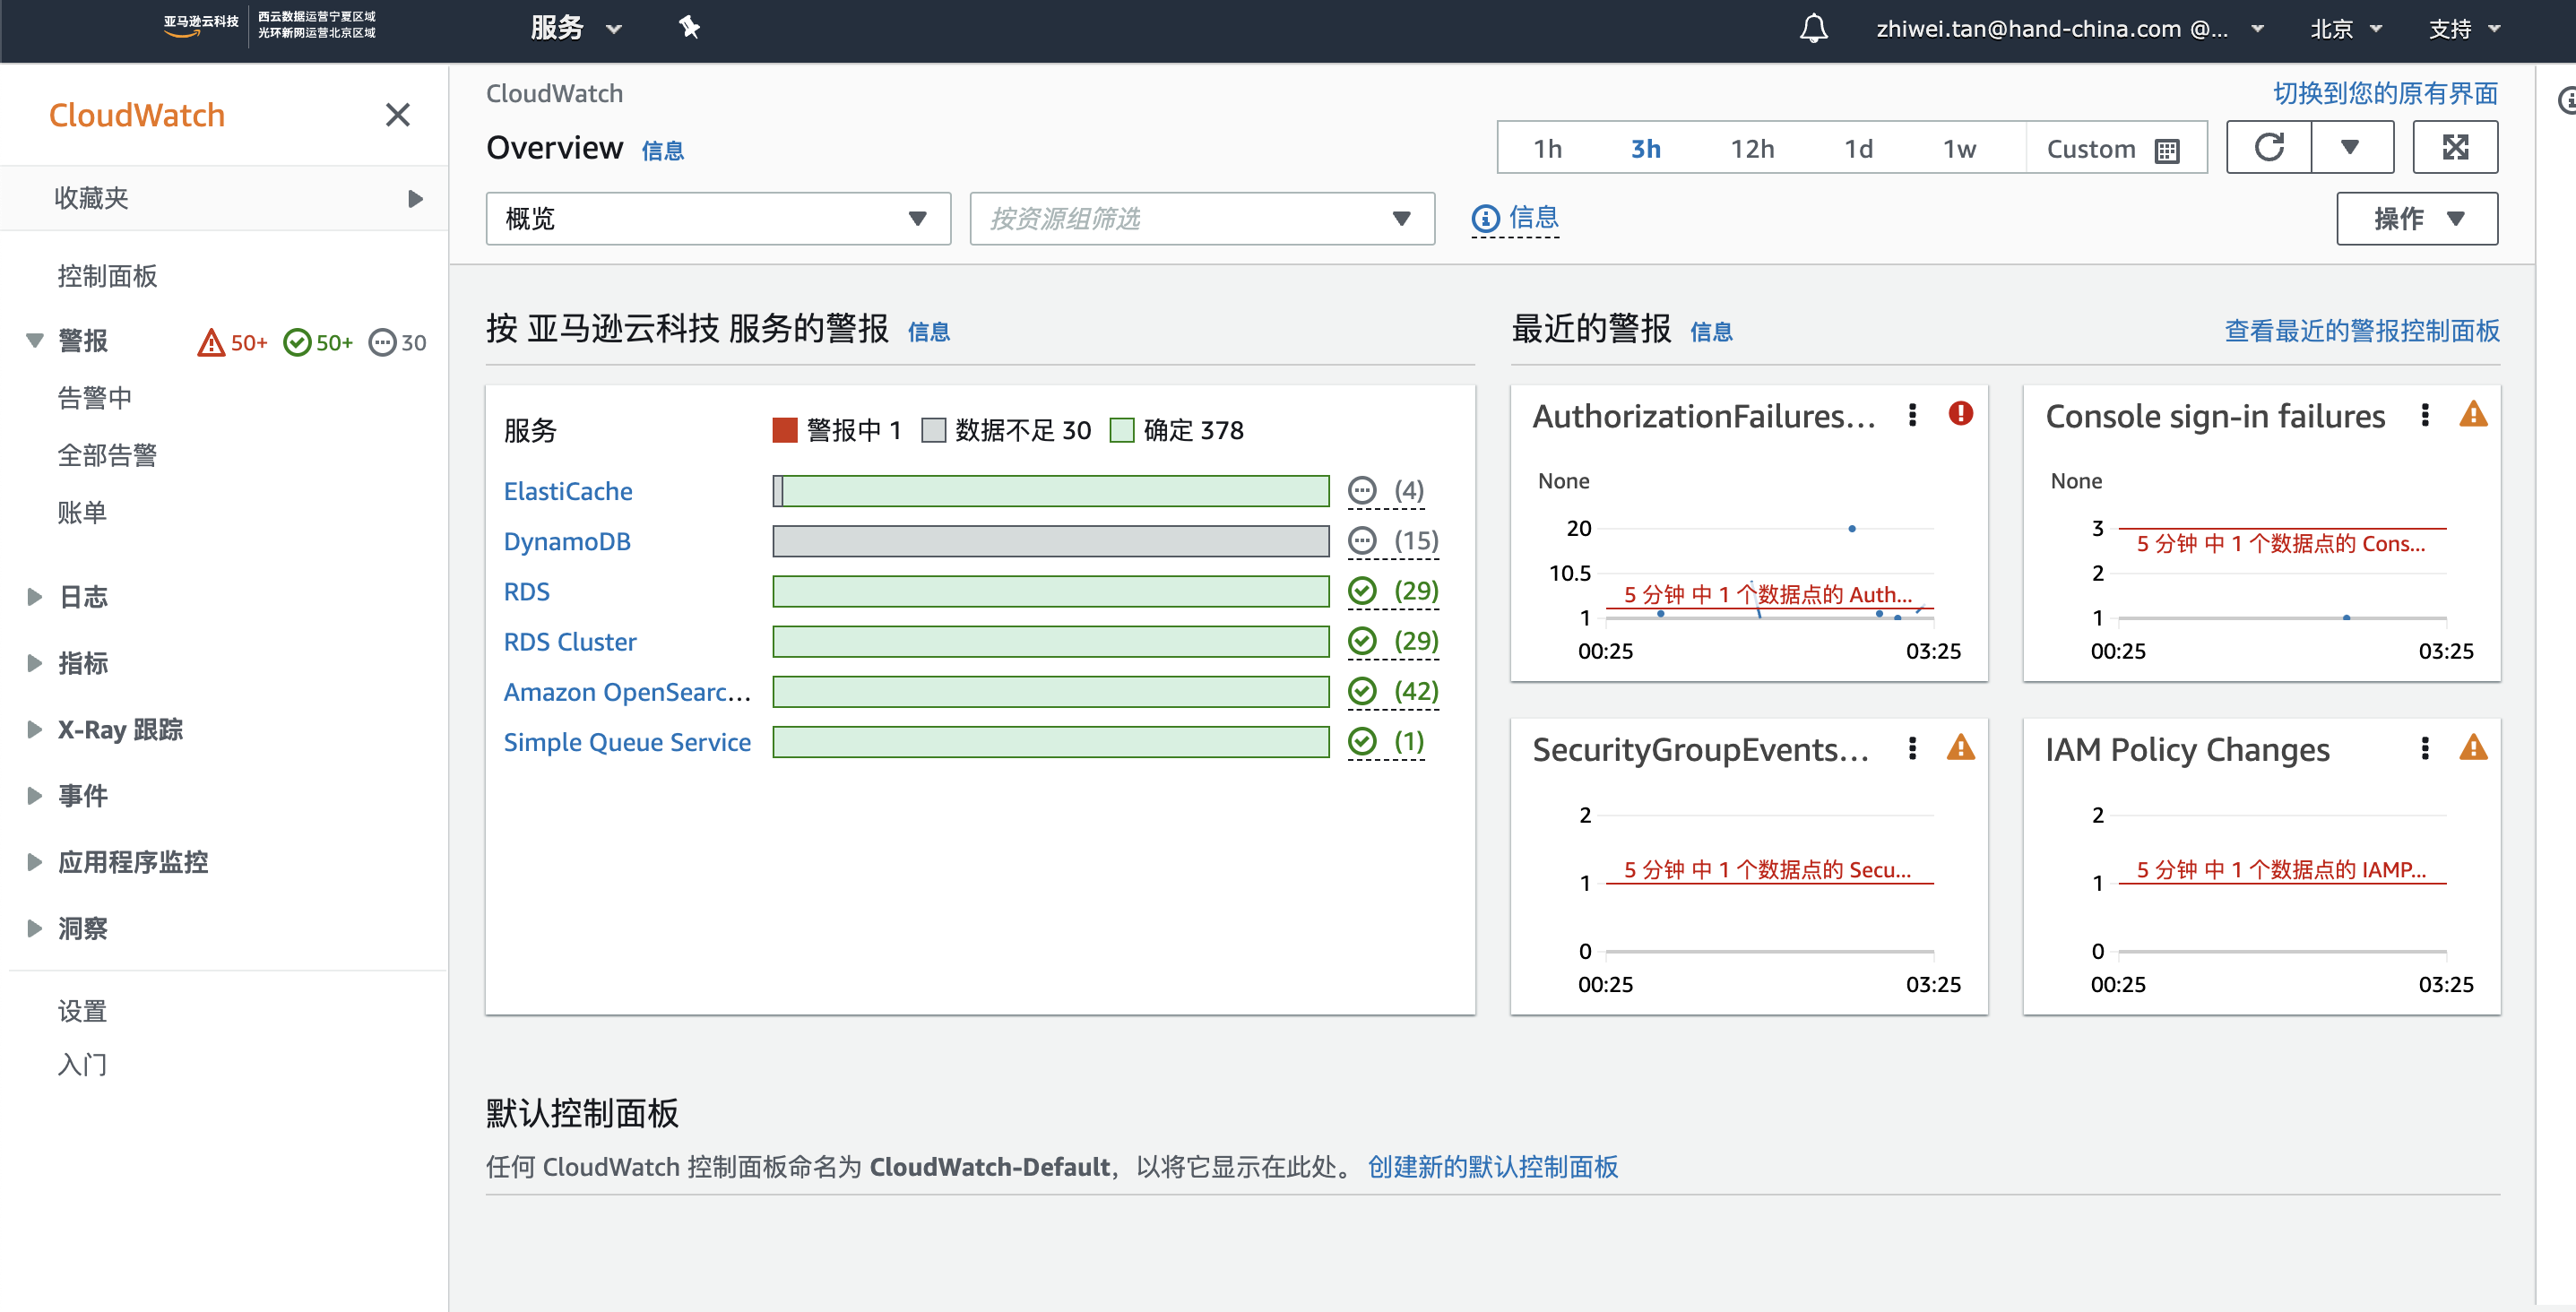 亚马逊云科技
西云数据运营宁夏区域
光环新网运营北京区域
服务
zhiwei.tan@hand-china.com @...
北京
支持
CloudWatch
收藏夹
控制面板
警报 50+ 50+ 30
告警中
全部告警
账单
日志
指标
X-Ray 跟踪
事件
应用程序监控
洞察
设置
入门
CloudWatch
切换到您的原有界面
Overview 信息
1h 3h 12h 1d 1w Custom
概览
按资源组筛选
信息
操作
按 亚马逊云科技 服务的警报 信息
服务
警报中 1 数据不足 30 确定 378
ElastiCache (4)
DynamoDB (15)
RDS (29)
RDS Cluster (29)
Amazon OpenSearc... (42)
Simple Queue Service (1)
最近的警报 信息
查看最近的警报控制面板
AuthorizationFailures...
None
20
10.5
5 分钟 中 1 个数据点的 Auth...
1
00:25 03:25
Console sign-in failures
None
3
5 分钟 中 1 个数据点的 Cons...
2
1
00:25 03:25
SecurityGroupEvents...
2
5 分钟 中 1 个数据点的 Secu...
1
0
00:25 03:25
IAM Policy Changes
2
5 分钟 中 1 个数据点的 IAMP...
1
0
00:25 03:25
默认控制面板
任何 CloudWatch 控制面板命名为 CloudWatch-Default，以将它显示在此处。 创建新的默认控制面板